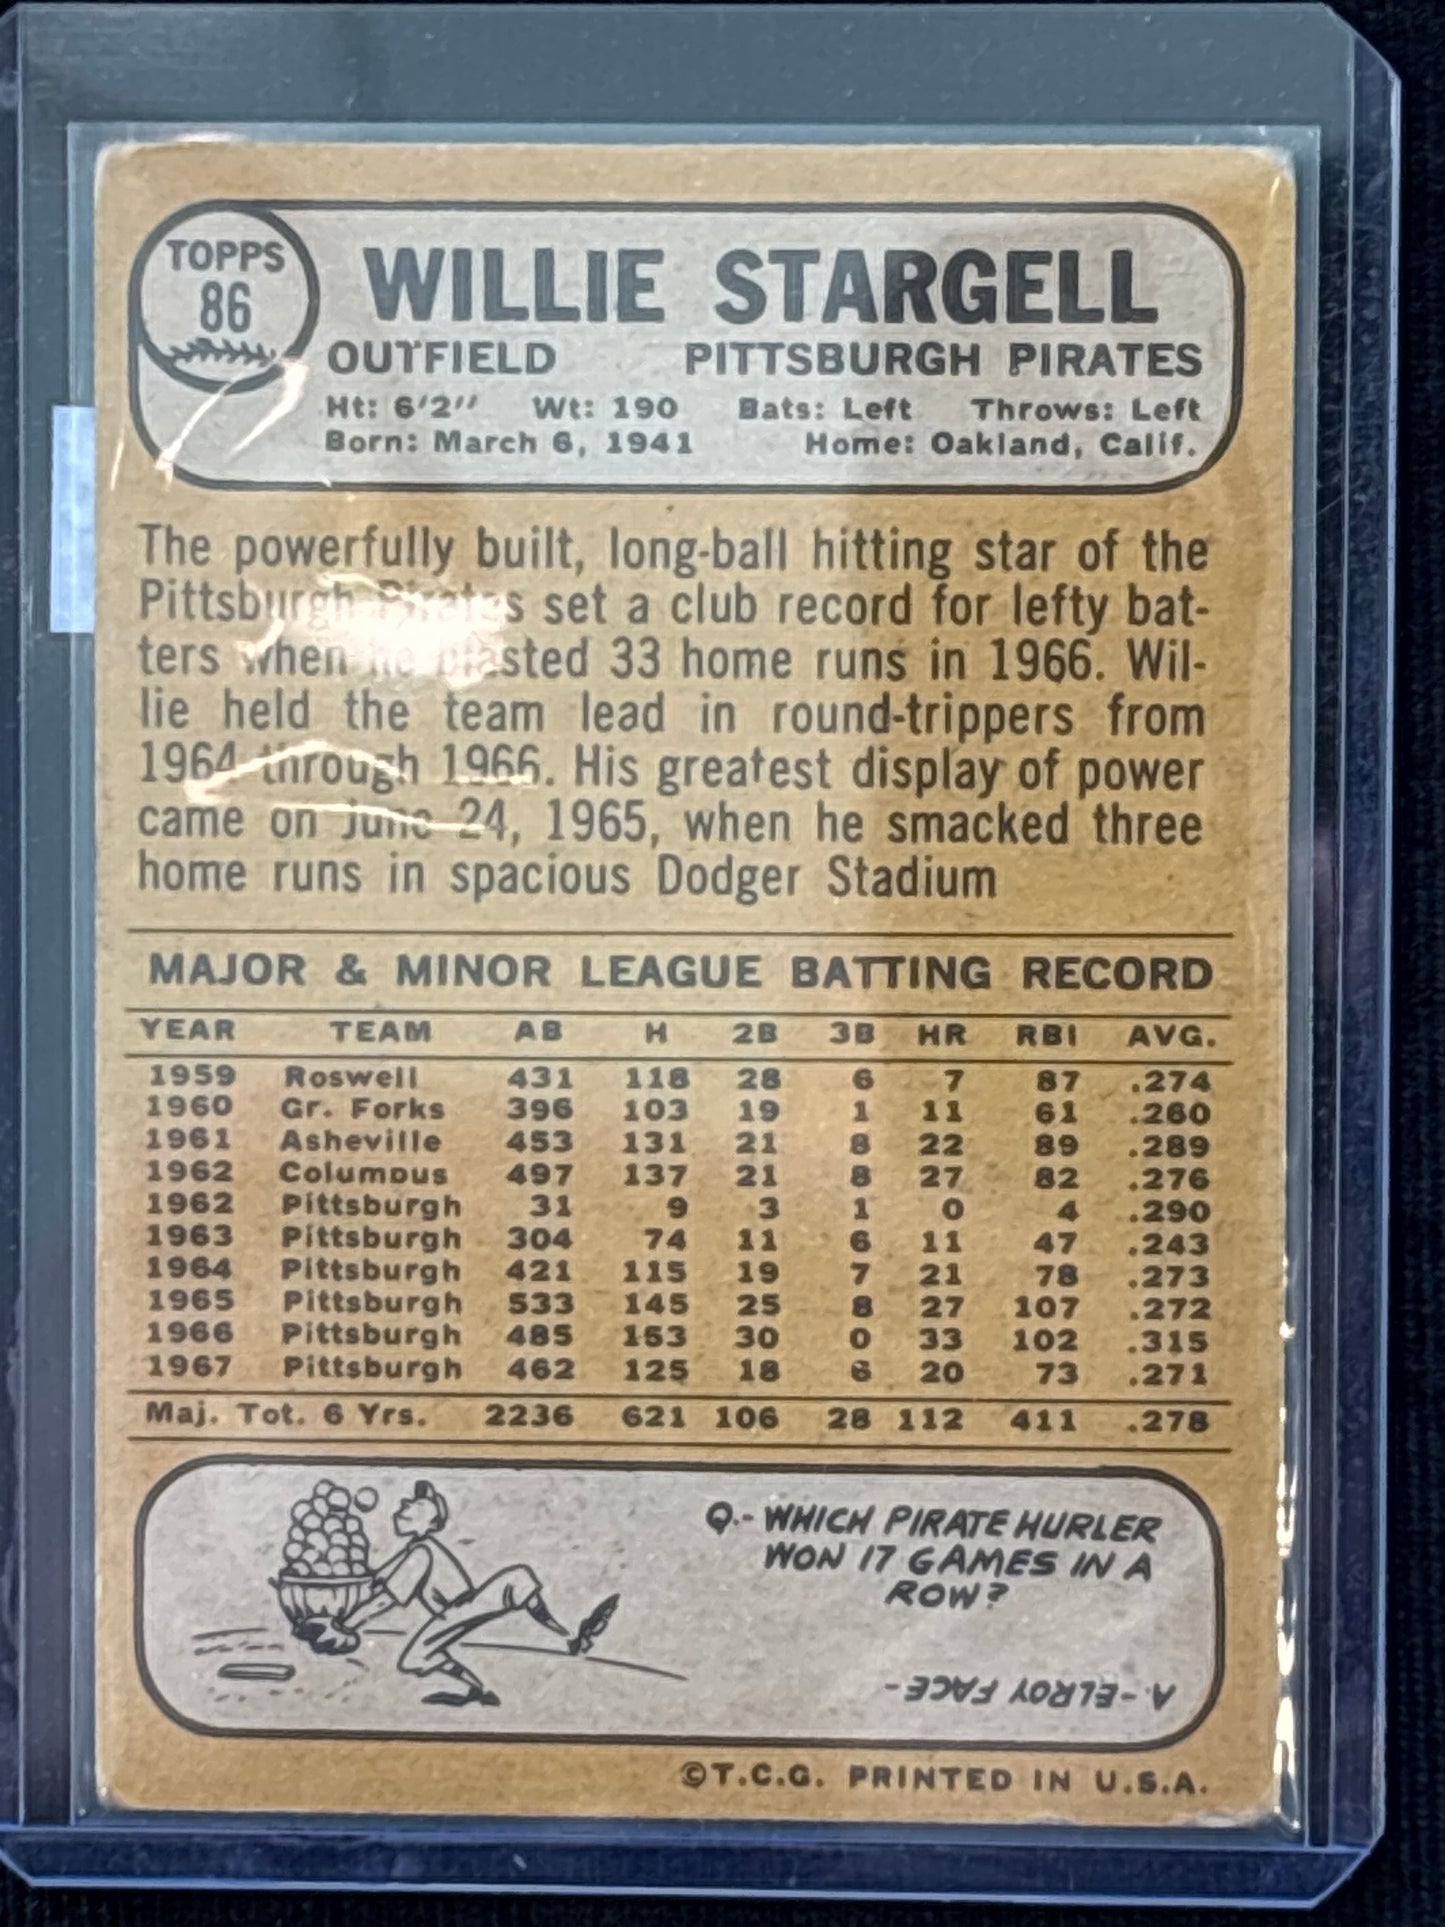 TOPPS
86
WILLIE STARGELL
OUTFIELD PITTSBURGH PIRATES
Ht: 6'2" Wt: 190 Bats: Left Throws: Left
Born: March 6, 1941 Home: Oakland, Calif.
The powerfully built, long-ball hitting star of the
Pittsburgh Pirates set a club record for lefty bat-
ters when he blasted 33 home runs in 1966. Wil-
lie held the team lead in round-trippers from
1964 through 1966. His greatest display of power
came on June 24, 1965, when he smacked three
home runs in spacious Dodger Stadium
MAJOR & MINOR LEAGUE BATTING RECORD
YEAR TEAM AB H 2B 3B HR RBI AVG.
1959 Roswell 431 118 28 6 7 87 .274
1960 Gr. Forks 396 103 19 1 11 61 .260
1961 Asheville 453 131 21 8 22 89 .289
1962 Columbus 497 137 21 8 27 82 .276
1962 Pittsburgh 31 9 3 1 0 4 .290
1963 Pittsburgh 304 74 11 6 11 47 .243
1964 Pittsburgh 421 115 19 7 21 78 .273
1965 Pittsburgh 533 145 25 8 27 107 .272
1966 Pittsburgh 485 153 30 0 33 102 .315
1967 Pittsburgh 462 125 18 6 20 73 .271
Maj. Tot. 6 Yrs. 2236 621 106 28 112 411 .278
Q.- WHICH PIRATE HURLER
WON 17 GAMES IN A
ROW?
A.-ELROY FACE-
©T.C.G. PRINTED IN U.S.A.